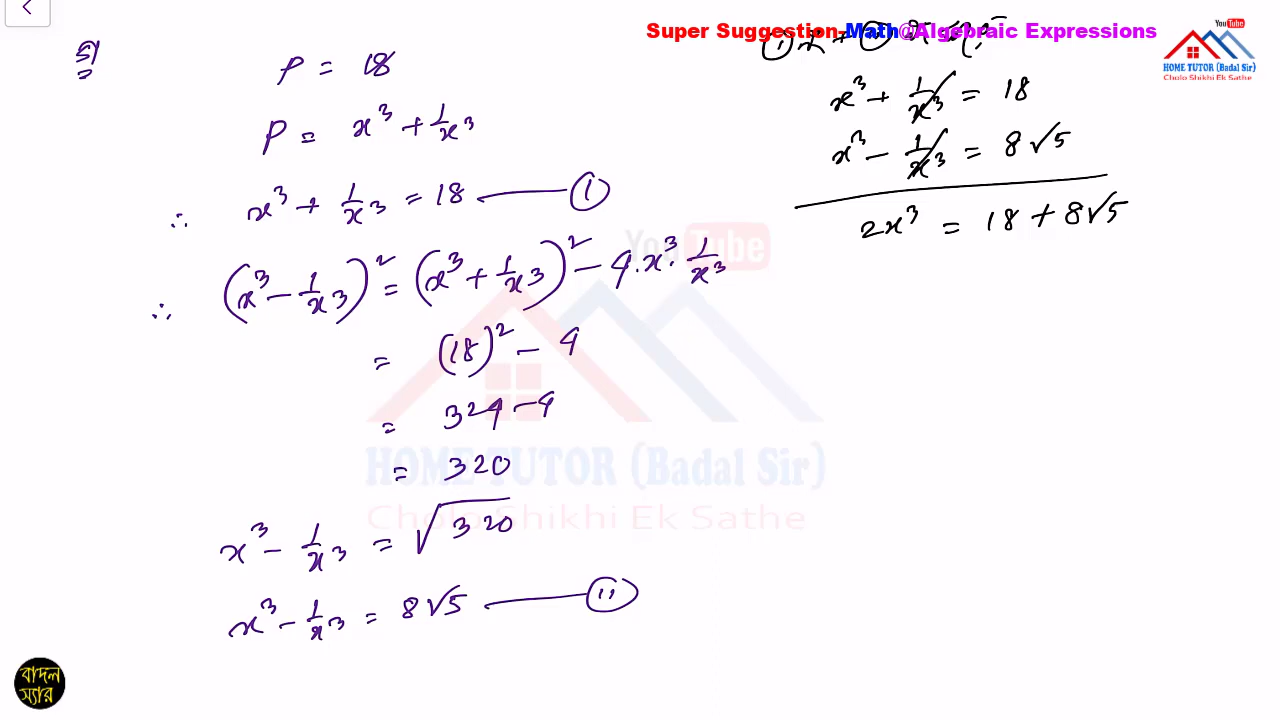 Super Suggestion-Math@Algebraic Expressions
YouTube
HOME TUTOR (Badal Sir)
Cholo Shikhi Ek Sathe
P = 18
P = x³ + 1/x³
∴ x³ + 1/x³ = 18 —— (i)
∴ (x³ - 1/x³)² = (x³ + 1/x³)² - 4.x³.1/x³
= (18)² - 4
= 324 - 4
= 320
x³ - 1/x³ = √320
x³ - 1/x³ = 8√5 —— (ii)
x³ + 1/x³ = 18
x³ - 1/x³ = 8√5
2x³ = 18 + 8√5
YouTube
HOME TUTOR (Badal Sir)
Cholo Shikhi Ek Sathe
বাদল
স্যার